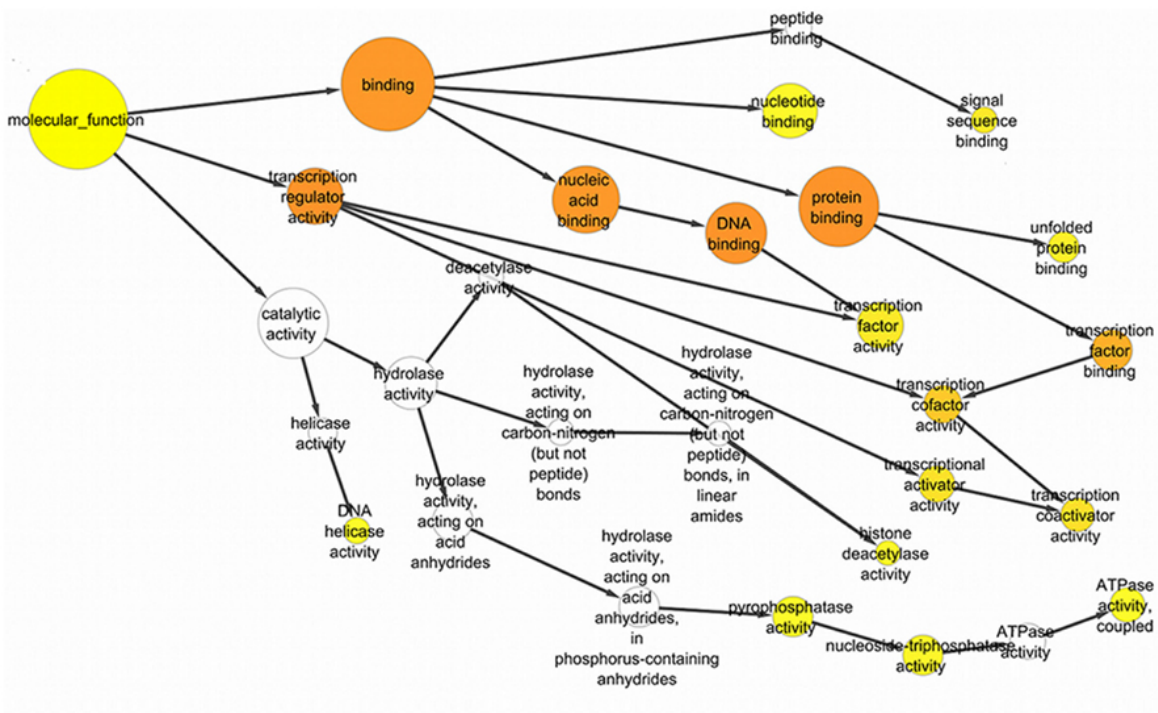 peptide
binding
binding
molecular_function
nucleotide
binding
signal
sequence
binding
transcription
regulator
activity
nucleic
acid
binding
protein
binding
DNA
binding
unfolded
protein
binding
deacetylase
activity
catalytic
activity
transcription
factor
activity
transcription
factor
binding
hydrolase
activity
hydrolase
activity,
acting on
carbon-nitrogen
(but not
peptide)
bonds
hydrolase
activity,
acting on
carbon-nitrogen
(but not
peptide)
bonds, in
linear
amides
transcription
cofactor
activity
helicase
activity
transcriptional
activator
activity
transcription
coactivator
activity
DNA
helicase
activity
hydrolase
activity,
acting on
acid
anhydrides
histone
deacetylase
activity
hydrolase
activity,
acting on
acid
anhydrides,
in
phosphorus-containing
anhydrides
pyrophosphatase
activity
nucleoside-triphosphatase
activity
ATPase
activity
ATPase
activity,
coupled